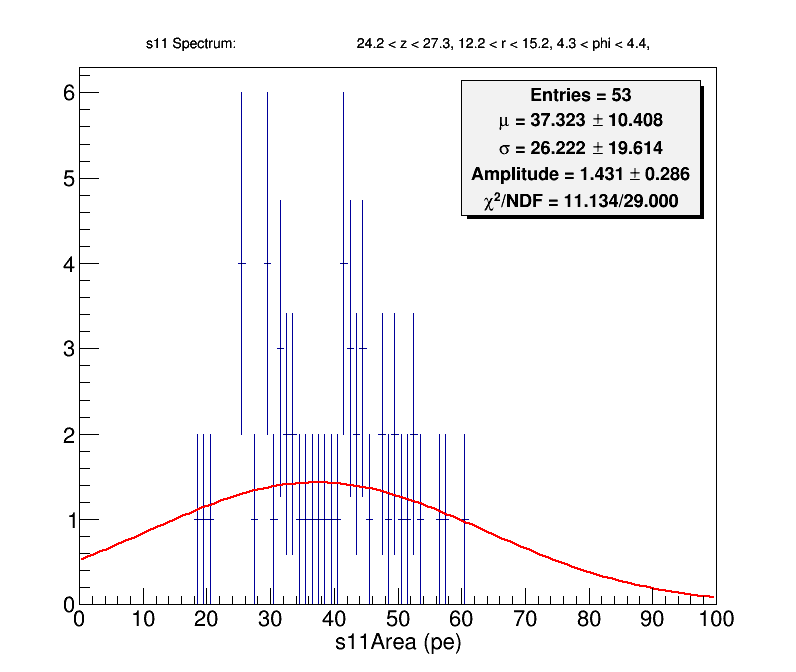 s11 Spectrum: 24.2 < z < 27.3, 12.2 < r < 15.2, 4.3 < phi < 4.4,
Entries = 53
μ = 37.323 ± 10.408
σ = 26.222 ± 19.614
Amplitude = 1.431 ± 0.286
χ²/NDF = 11.134/29.000
6
5
4
3
2
1
0
0 10 20 30 40 50 60 70 80 90 100
s11Area (pe)